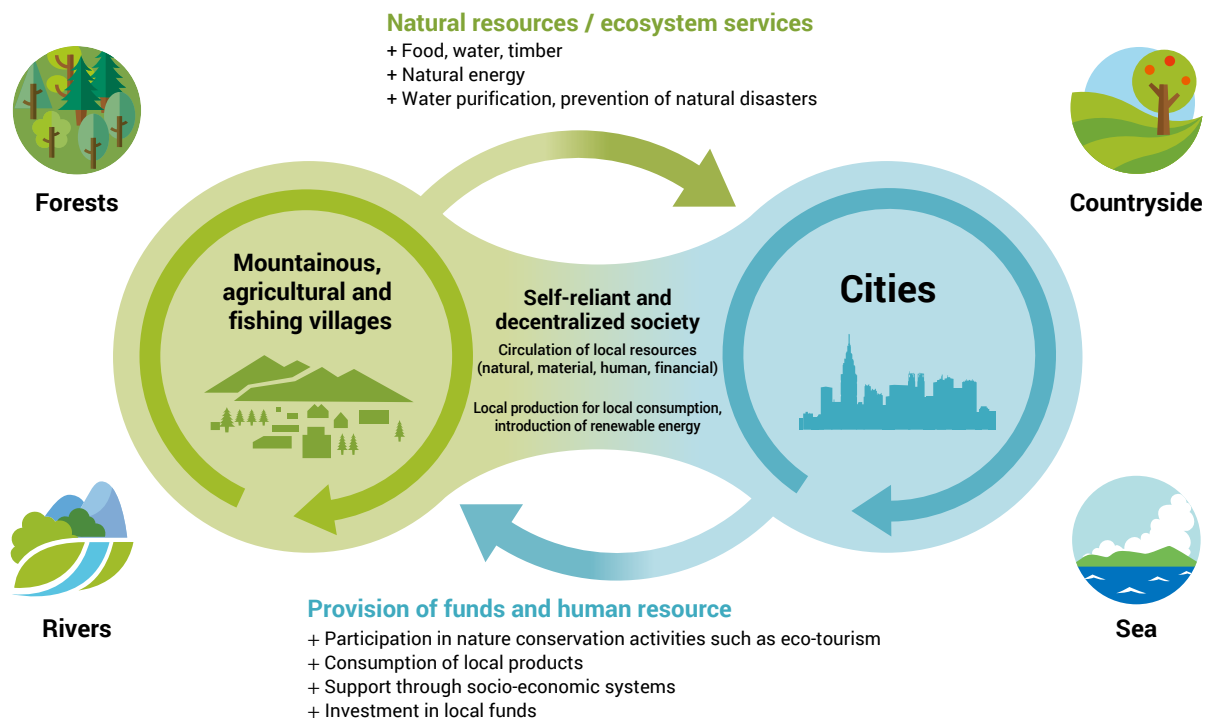 Natural resources / ecosystem services
+ Food, water, timber
+ Natural energy
+ Water purification, prevention of natural disasters
Forests
Countryside
Mountainous,
agricultural and
fishing villages
Self-reliant and
decentralized society
Circulation of local resources
(natural, material, human, financial)
Local production for local consumption,
introduction of renewable energy
Cities
Rivers
Sea
Provision of funds and human resource
+ Participation in nature conservation activities such as eco-tourism
+ Consumption of local products
+ Support through socio-economic systems
+ Investment in local funds